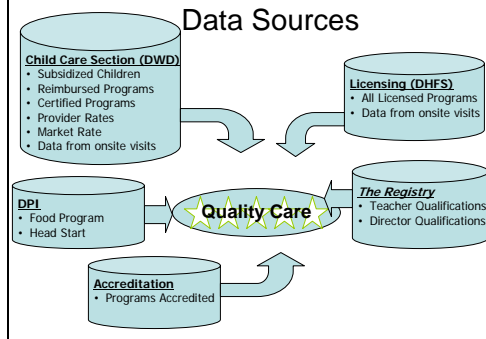 Data Sources
Child Care Section (DWD)
• Subsidized Children
• Reimbursed Programs
• Certified Programs
• Provider Rates
• Market Rate
• Data from onsite visits
Licensing (DHFS)
• All Licensed Programs
• Data from onsite visits
DPI
• Food Program
• Head Start
Quality Care
The Registry
• Teacher Qualifications
• Director Qualifications
Accreditation
• Programs Accredited